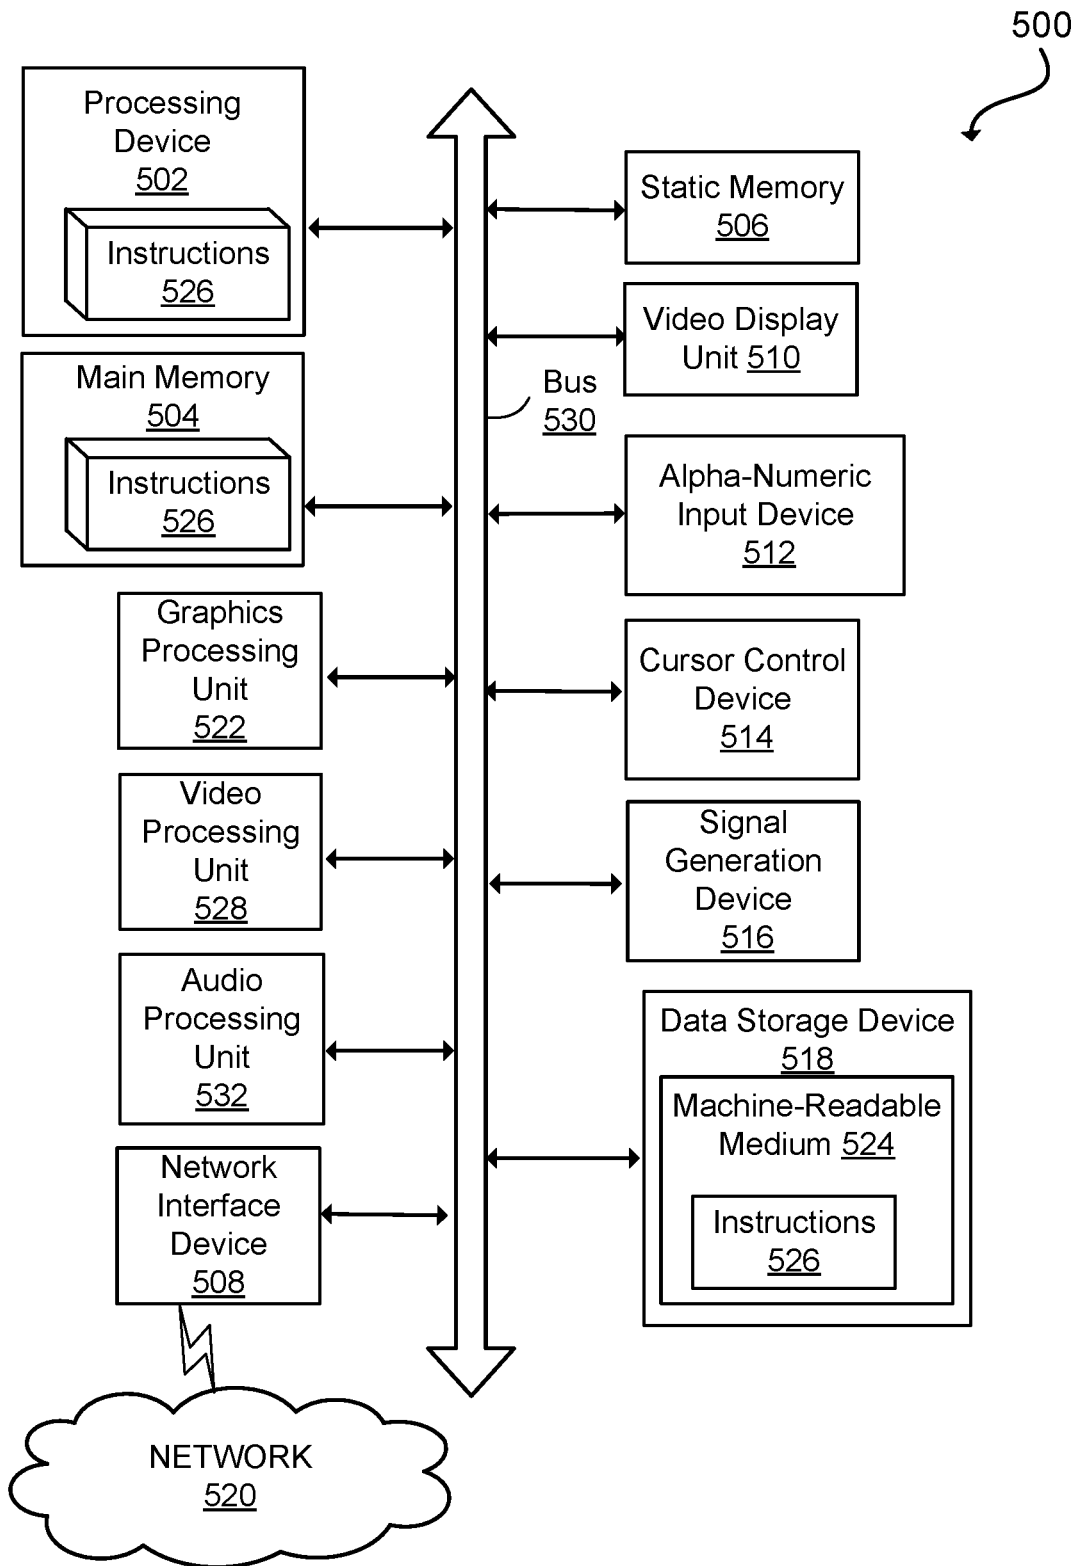 500
Processing
Device
502
Instructions
526
Main Memory
504
Instructions
526
Graphics
Processing
Unit
522
Video
Processing
Unit
528
Audio
Processing
Unit
532
Network
Interface
Device
508
NETWORK
520
Bus
530
Static Memory
506
Video Display
Unit 510
Alpha-Numeric
Input Device
512
Cursor Control
Device
514
Signal
Generation
Device
516
Data Storage Device
518
Machine-Readable
Medium 524
Instructions
526